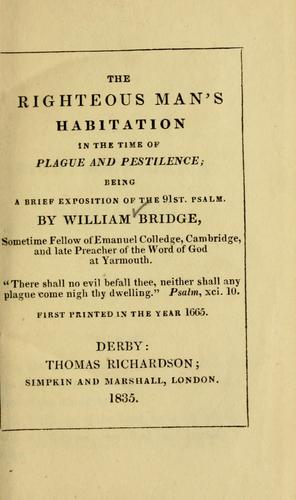 THE
RIGHTEOUS MAN'S
HABITATION
IN THE TIME OF
PLAGUE AND PESTILENCE;
BEING
A BRIEF EXPOSITION OF THE 91ST. PSALM.
BY WILLIAM BRIDGE,
Sometime Fellow of Emanuel Colledge, Cambridge,
and late Preacher of the Word of God
at Yarmouth.
"There shall no evil befall thee, neither shall any
plague come nigh thy dwelling." Psalm, xci. 10.
FIRST PRINTED IN THE YEAR 1665.
DERBY:
THOMAS RICHARDSON;
SIMPKIN AND MARSHALL, LONDON.
1835.